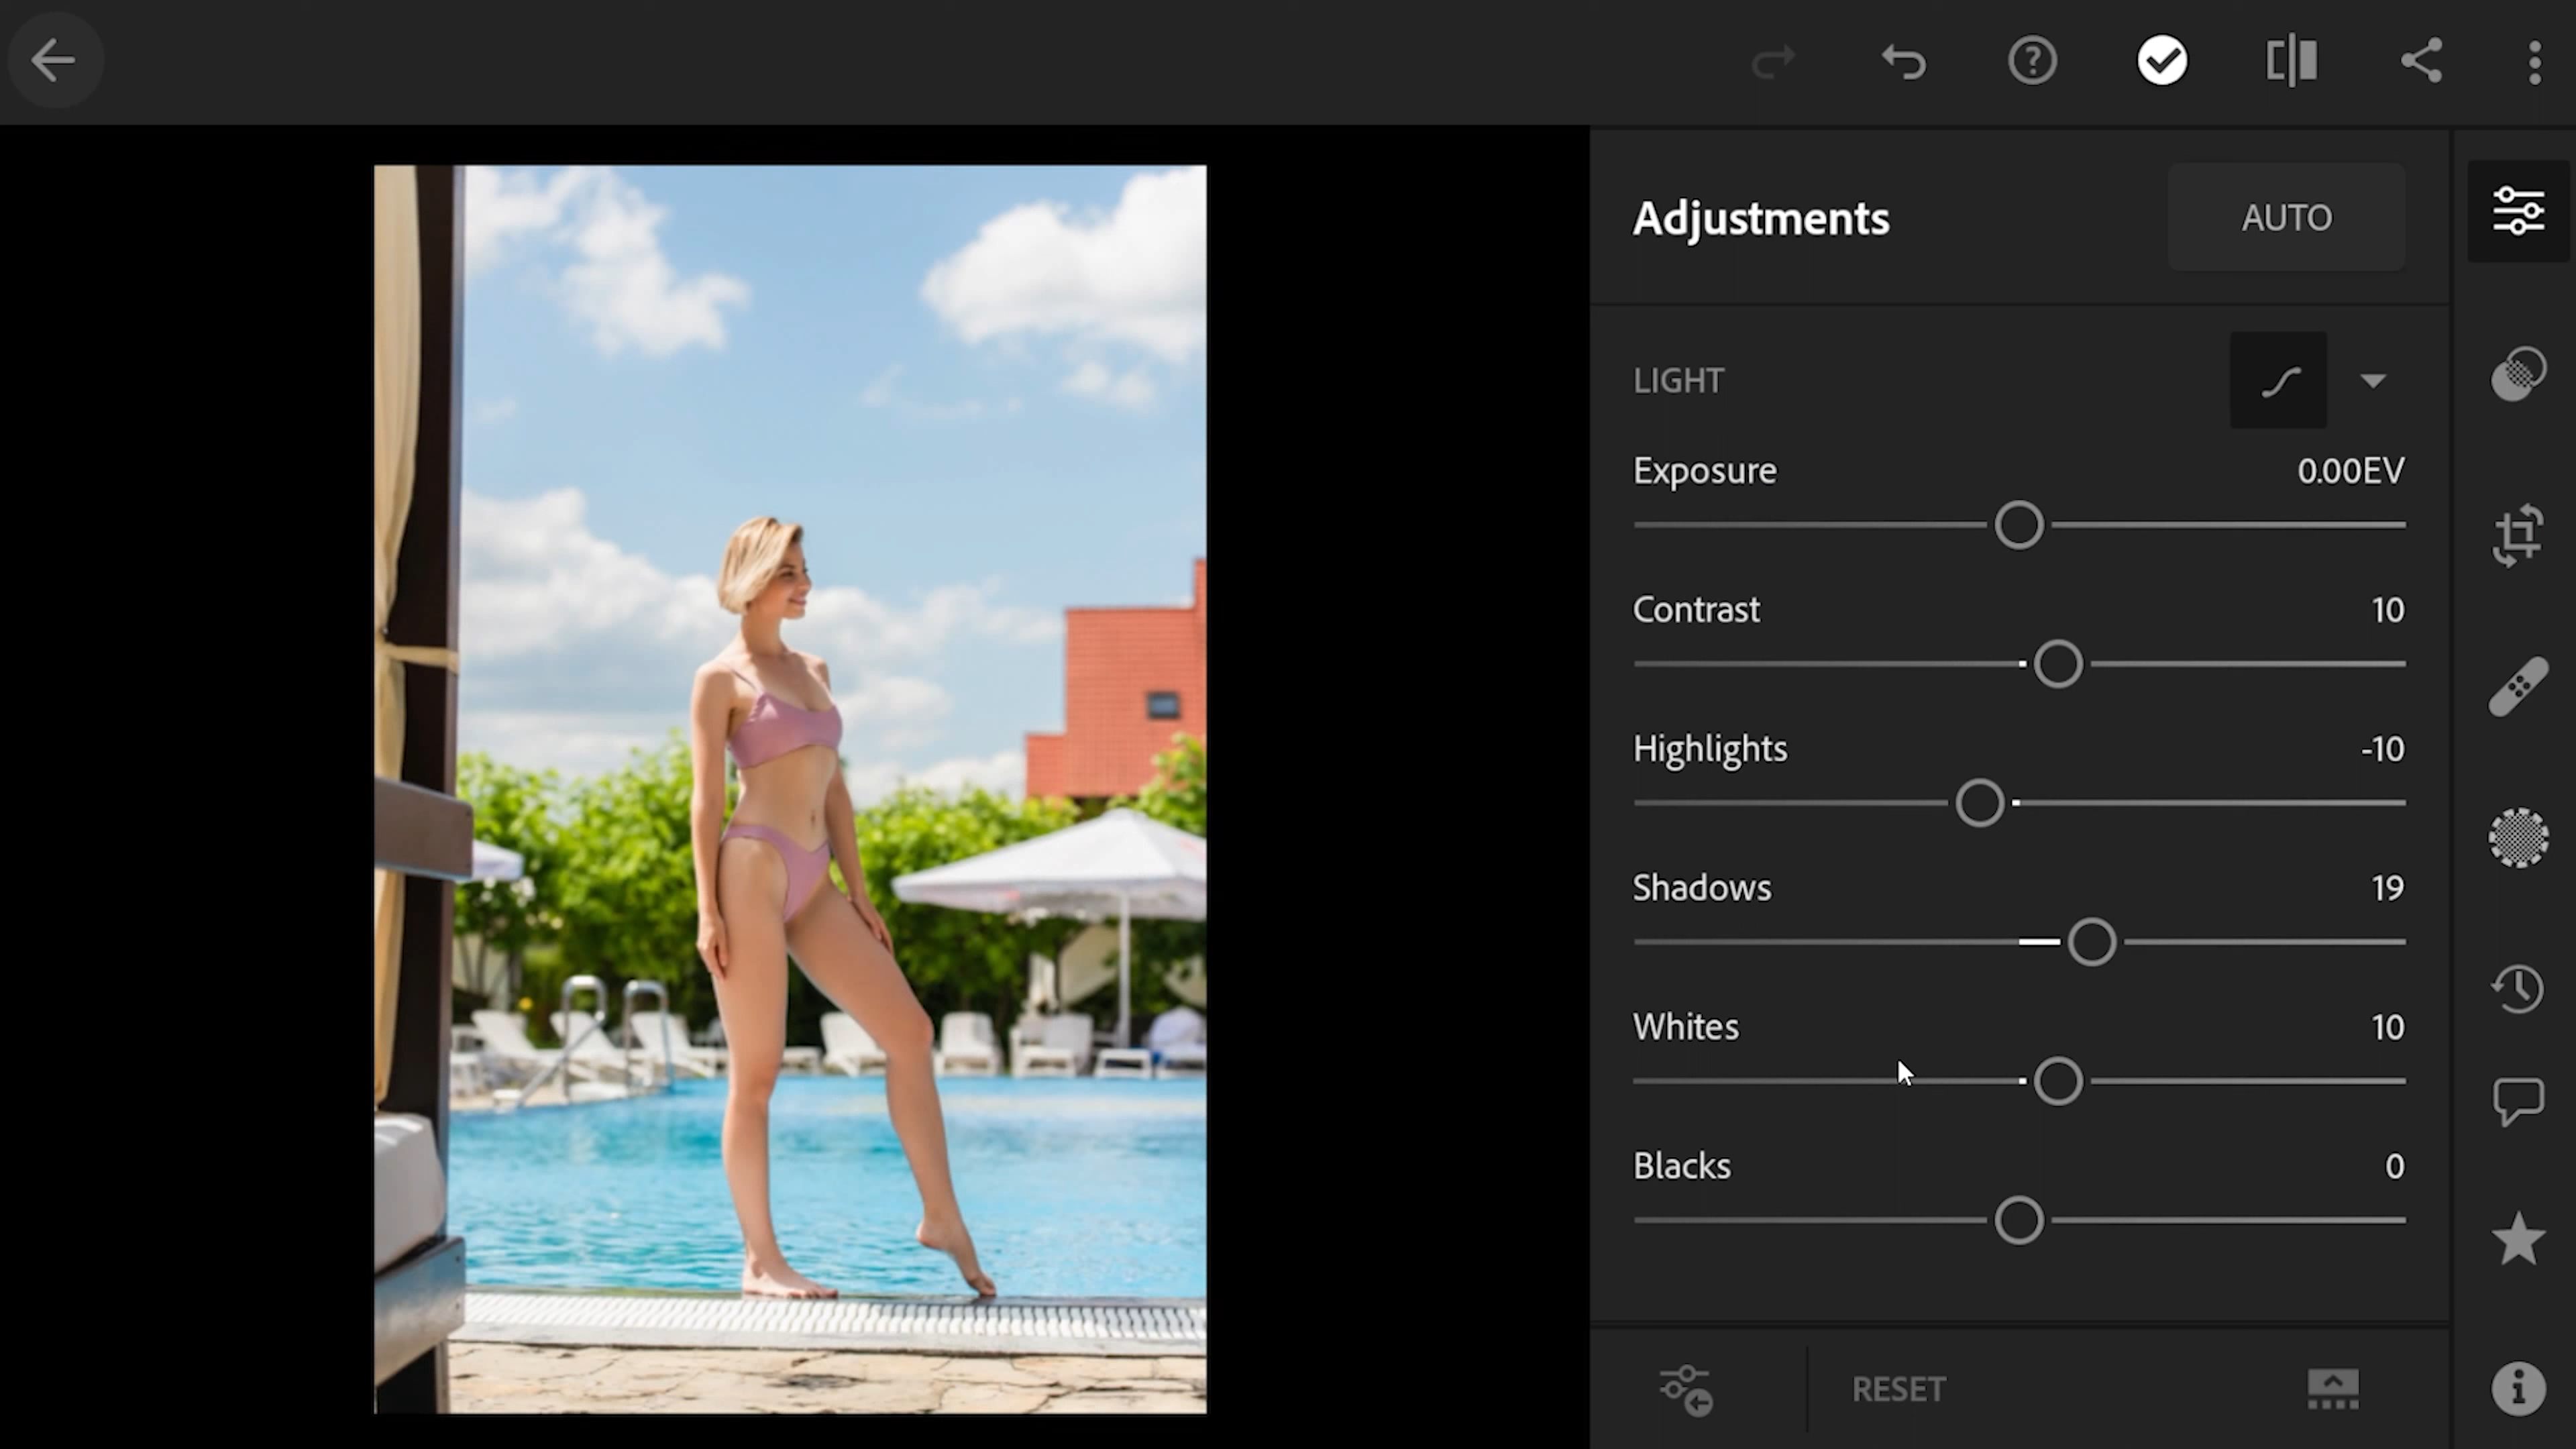 Adjustments AUTO
LIGHT
Exposure 0.00EV
Contrast 10
Highlights -10
Shadows 19
Whites 10
Blacks 0
RESET